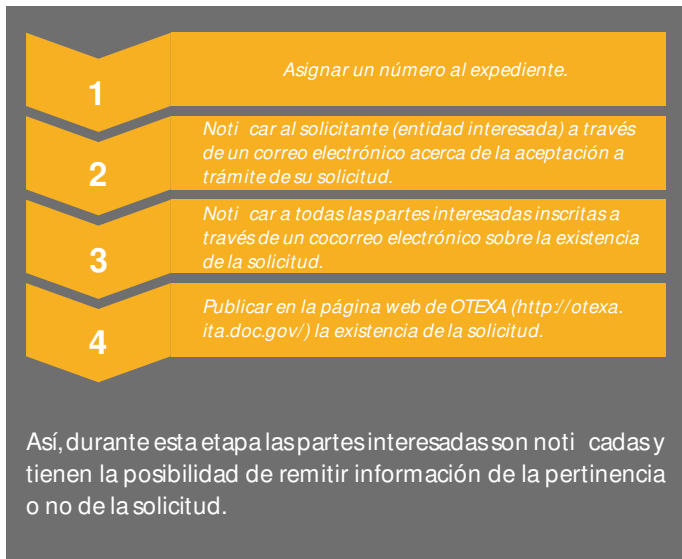 1
Asignar un número al expediente.
2
Noti car al solicitante (entidad interesada) a través
de un correo electrónico acerca de la aceptación a
trámite de su solicitud.
3
Noti car a todas las partes interesadas inscritas a
través de un cocorreo electrónico sobre la existencia
de la solicitud.
4
Publicar en la página web de OTEXA (http://otexa.
ita.doc.gov/) la existencia de la solicitud.
Así, durante esta etapa las partes interesadas son noti cadas y
tienen la posibilidad de remitir información de la pertinencia
o no de la solicitud.